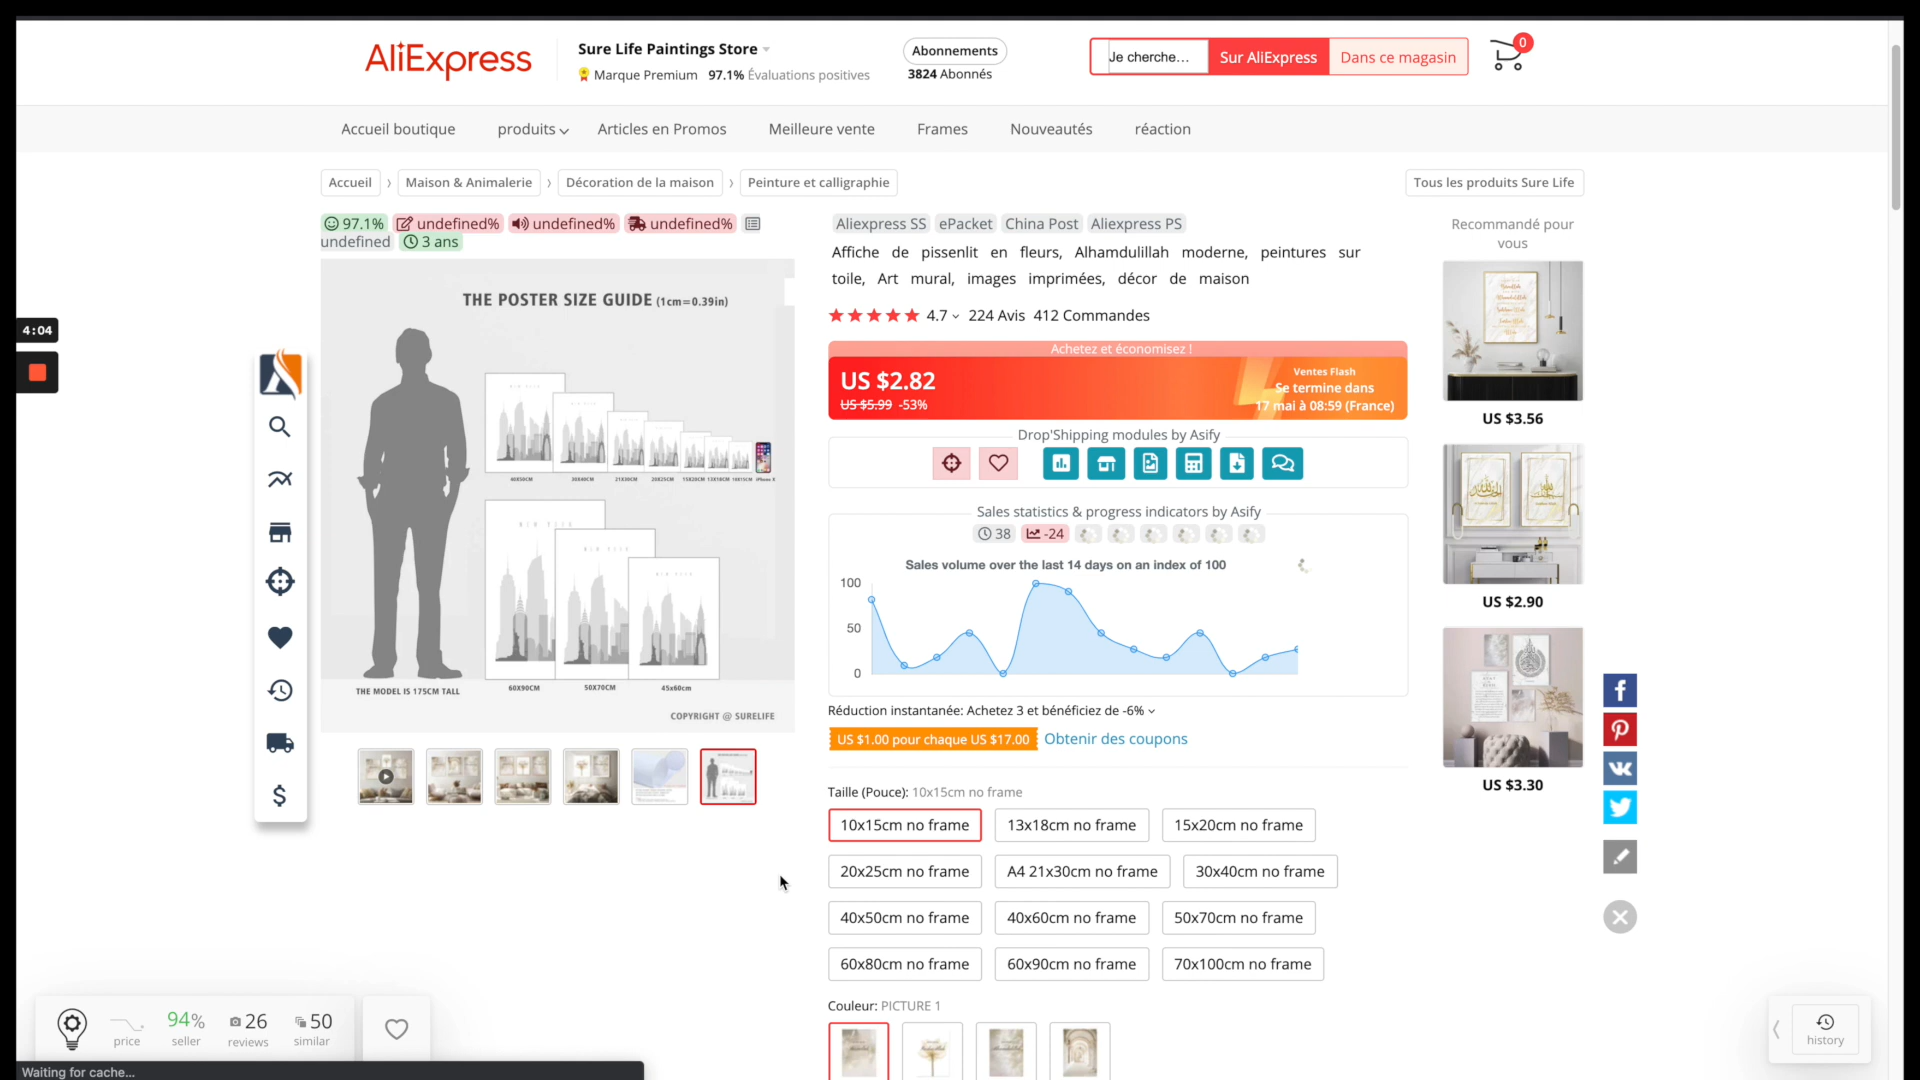 AliExpress
Sure Life Paintings Store
Marque Premium 97.1% Évaluations positives
Abonnements
3824 Abonnés
Je cherche...
Sur AliExpress
Dans ce magasin
0
Accueil boutique
produits
Articles en Promos
Meilleure vente
Frames
Nouveautés
réaction
Accueil
Maison & Animalerie
Décoration de la maison
Peinture et calligraphie
Tous les produits Sure Life
97.1% undefined% undefined% undefined%
undefined 3 ans
THE POSTER SIZE GUIDE (1cm=0.39in)
40X50CM 30X40CM 21X30CM 20X25CM 15X20CM 13X18CM 10X15CM iPhone X
60X90CM 50X70CM 45x60cm
THE MODEL IS 175CM TALL
COPYRIGHT @ SURELIFE
4:04
Aliexpress SS ePacket China Post Aliexpress PS
Affiche de pissenlit en fleurs, Alhamdulillah moderne, peintures sur
toile, Art mural, images imprimées, décor de maison
4.7 224 Avis 412 Commandes
Achetez et économisez !
US $2.82
US $5.99 -53%
Ventes Flash
Se termine dans
17 mai à 08:59 (France)
Drop'Shipping modules by Asify
Sales statistics & progress indicators by Asify
38 -24
Sales volume over the last 14 days on an index of 100
100
50
0
Réduction instantanée: Achetez 3 et bénéficiez de -6%
US $1.00 pour chaque US $17.00 Obtenir des coupons
Taille (Pouce): 10x15cm no frame
10x15cm no frame 13x18cm no frame 15x20cm no frame
20x25cm no frame A4 21x30cm no frame 30x40cm no frame
40x50cm no frame 40x60cm no frame 50x70cm no frame
60x80cm no frame 60x90cm no frame 70x100cm no frame
Couleur: PICTURE 1
Recommandé pour
vous
US $3.56
US $2.90
US $3.30
94% 26 50
price seller reviews similar
history
Waiting for cache...